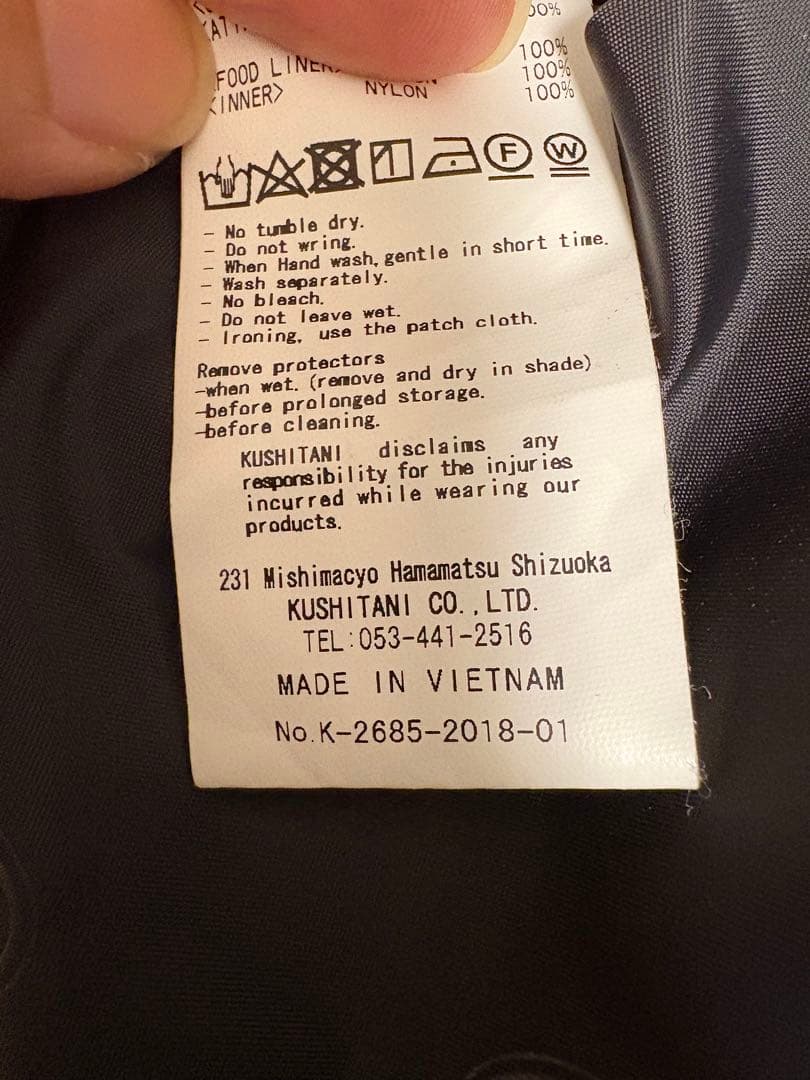 00%
100%
FOOD LINER> 100%
<INNER> NYLON 100%
F W
- No tumble dry.
- Do not wring.
- When Hand wash, gentle in short time.
- Wash separately.
- No bleach.
- Do not leave wet.
- Ironing, use the patch cloth.
Remove protectors
-when wet. (remove and dry in shade)
-before prolonged storage.
-before cleaning.
KUSHITANI disclaims any
responsibility for the injuries
incurred while wearing our
products.
231 Mishimacyo Hamamatsu Shizuoka
KUSHITANI CO.,LTD.
TEL:053-441-2516
MADE IN VIETNAM
No.K-2685-2018-01